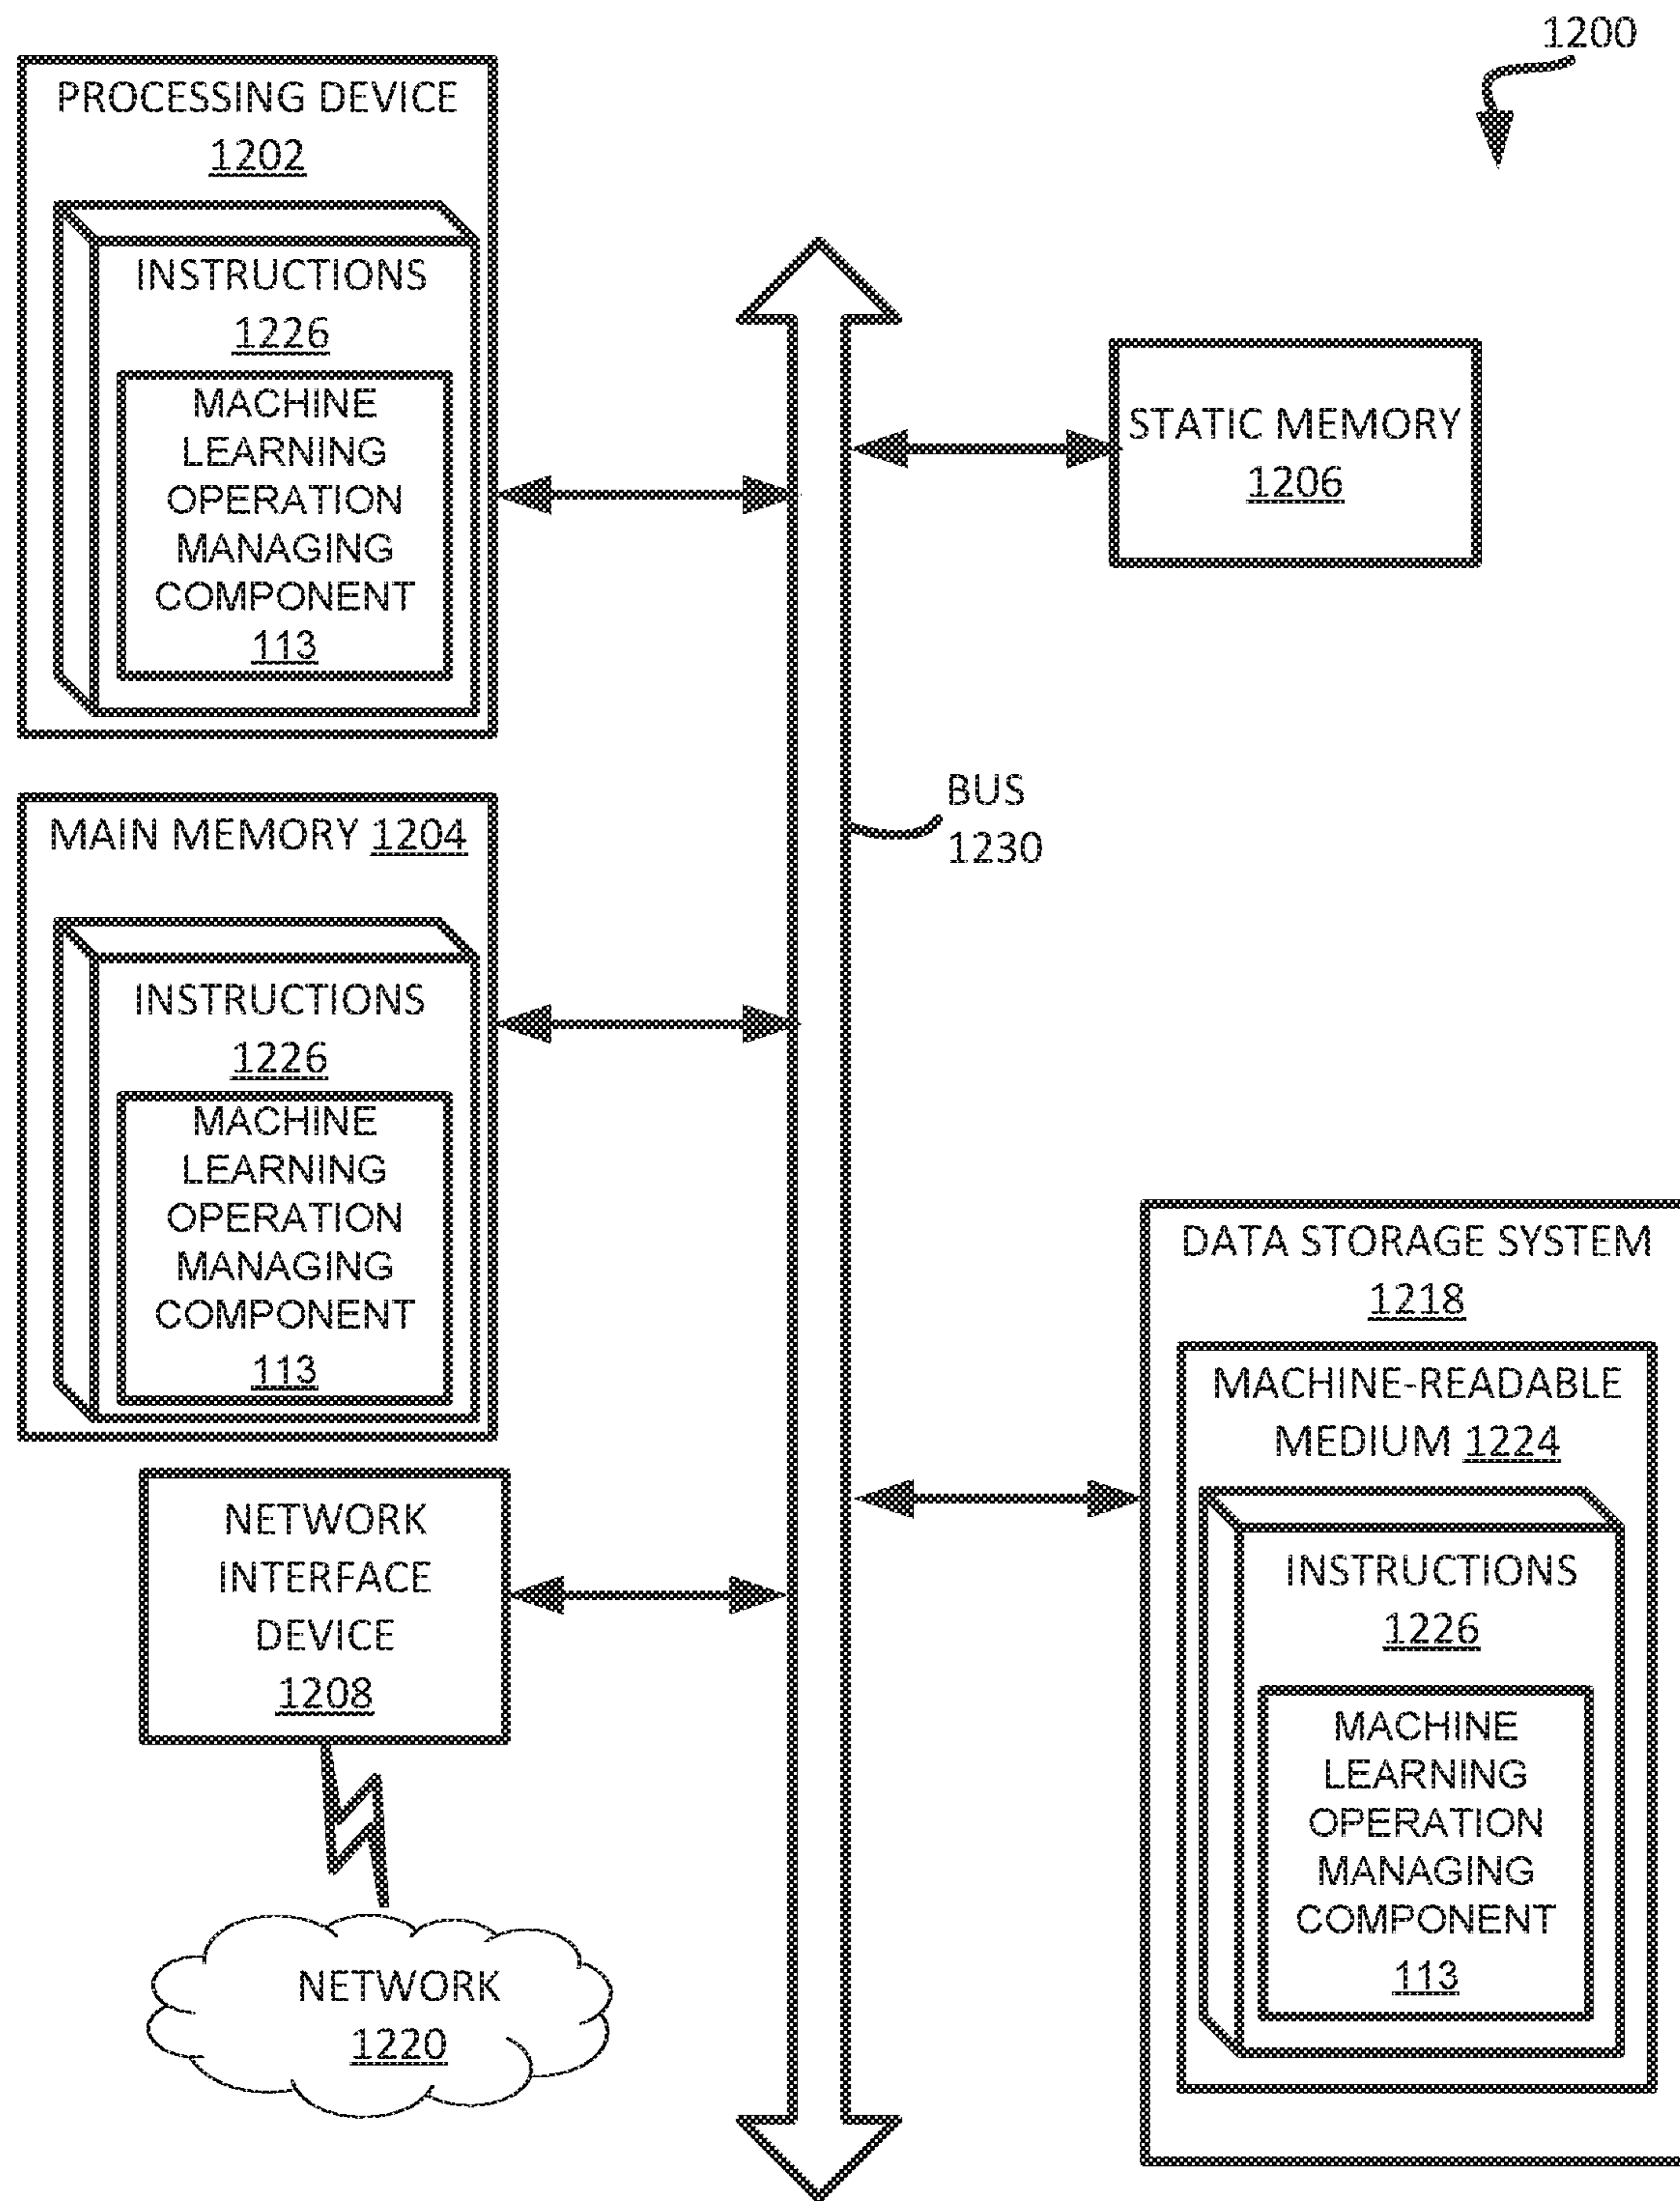 1200
PROCESSING DEVICE
1202
INSTRUCTIONS
1226
MACHINE
LEARNING
OPERATION
MANAGING
COMPONENT
113
STATIC MEMORY
1206
BUS
1230
MAIN MEMORY 1204
INSTRUCTIONS
1226
MACHINE
LEARNING
OPERATION
MANAGING
COMPONENT
113
NETWORK
INTERFACE
DEVICE
1208
NETWORK
1220
DATA STORAGE SYSTEM
1218
MACHINE-READABLE
MEDIUM 1224
INSTRUCTIONS
1226
MACHINE
LEARNING
OPERATION
MANAGING
COMPONENT
113